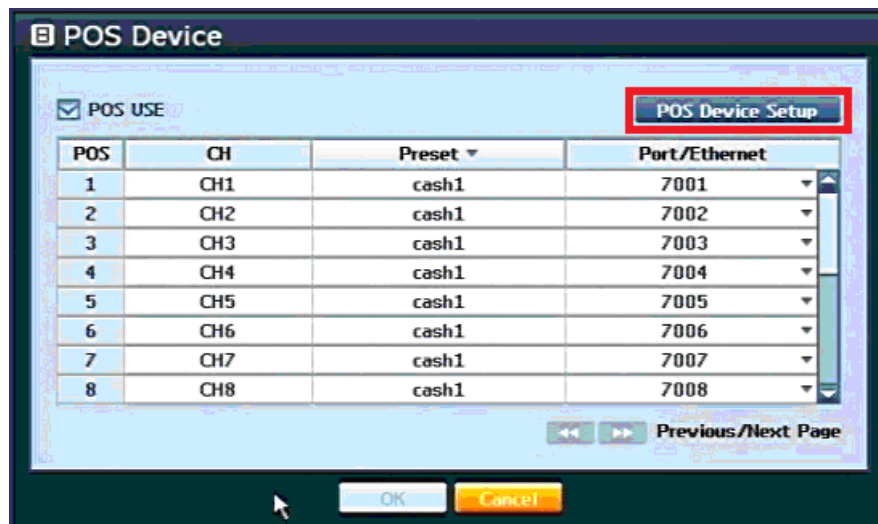 POS Device
POS USE
POS Device Setup
POS CH Preset Port/Ethernet
1 CH1 cash1 7001
2 CH2 cash1 7002
3 CH3 cash1 7003
4 CH4 cash1 7004
5 CH5 cash1 7005
6 CH6 cash1 7006
7 CH7 cash1 7007
8 CH8 cash1 7008
Previous/Next Page
OK Cancel